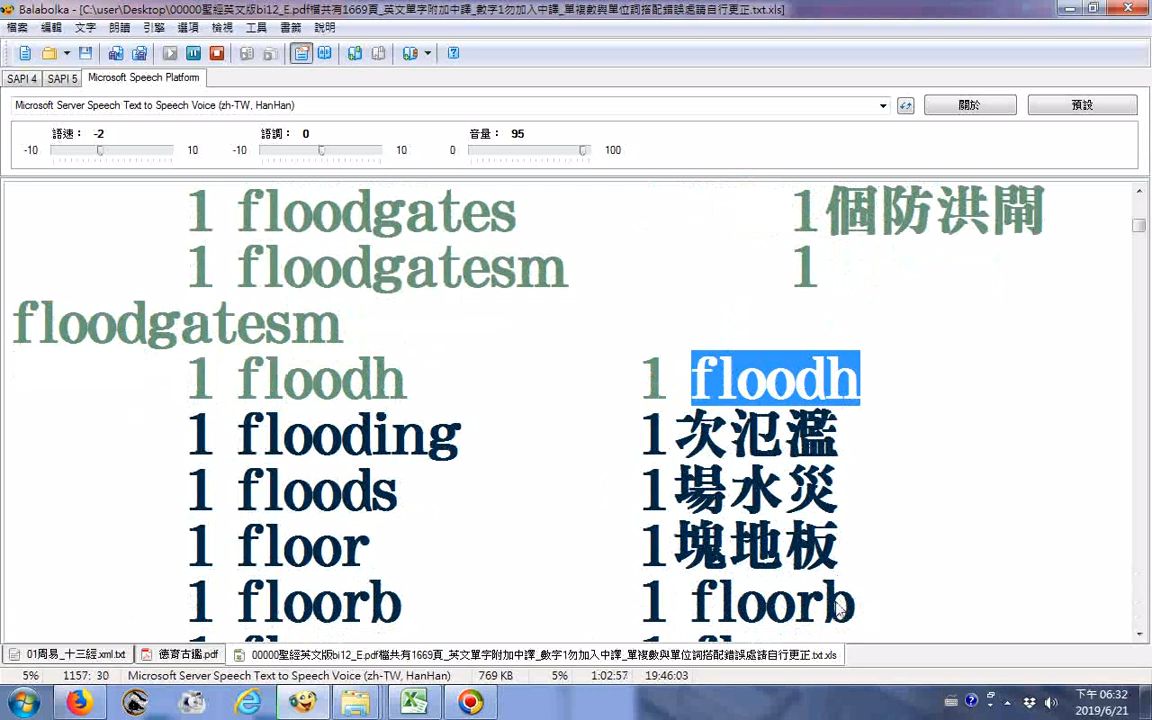 Balabolka - [C:\user\Desktop\00000聖經英文版bi12_E.pdf檔共有1669頁_英文單字附加中譯_數字1勿加入中譯_單複數與單位詞搭配錯誤處請自行更正.txt.xls]
檔案 編輯 文字 朗讀 引擎 選項 檢視 工具 書籤 說明
SAPI 4 SAPI 5 Microsoft Speech Platform
Microsoft Server Speech Text to Speech Voice (zh-TW, HanHan) 關於 預設
語速： -2 語調： 0 音量： 95
-10 10 -10 10 0 100
1 floodgates 1個防洪閘
1 floodgatesm 1
floodgatesm
1 floodh 1 floodh
1 flooding 1次氾濫
1 floods 1場水災
1 floor 1塊地板
1 floorb 1 floorb
01周易_十三經.xml.txt 德育古鑑.pdf 00000聖經英文版bi12_E.pdf檔共有1669頁_英文單字附加中譯_數字1勿加入中譯_單複數與單位詞搭配錯誤處請自行更正.txt.xls
5% 1157: 30 Microsoft Server Speech Text to Speech Voice (zh-TW, HanHan) 769 KB 5% 1:02:57 19:46:03
下午 06:32
2019/6/21